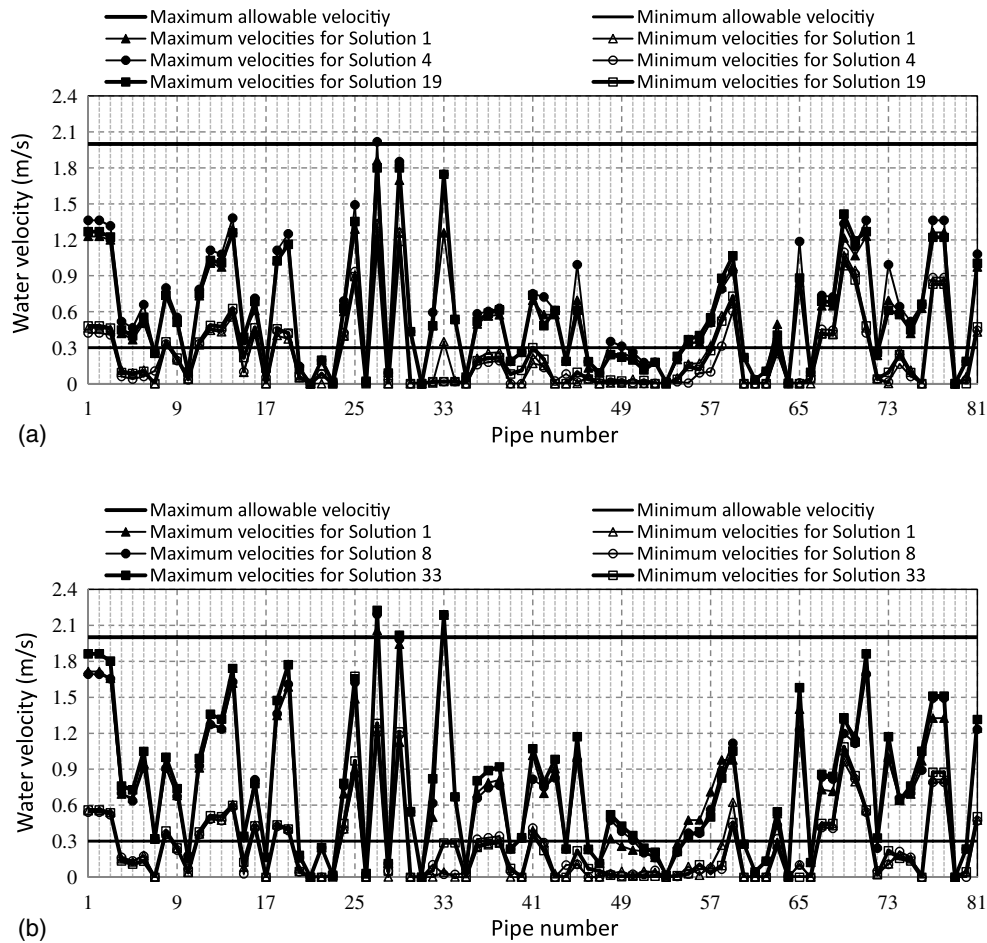 Maximum allowable velocitiy Minimum allowable velocitiy
Maximum velocities for Solution 1 Minimum velocities for Solution 1
Maximum velocities for Solution 4 Minimum velocities for Solution 4
Maximum velocities for Solution 19 Minimum velocities for Solution 19
Water velocity (m/s)
2.4
2.1
1.8
1.5
1.2
0.9
0.6
0.3
0
1 9 17 25 33 41 49 57 65 73 81
(a) Pipe number
Maximum allowable velocitiy Minimum allowable velocitiy
Maximum velocities for Solution 1 Minimum velocities for Solution 1
Maximum velocities for Solution 8 Minimum velocities for Solution 8
Maximum velocities for Solution 33 Minimum velocities for Solution 33
Water velocity (m/s)
2.4
2.1
1.8
1.5
1.2
0.9
0.6
0.3
0
1 9 17 25 33 41 49 57 65 73 81
(b) Pipe number